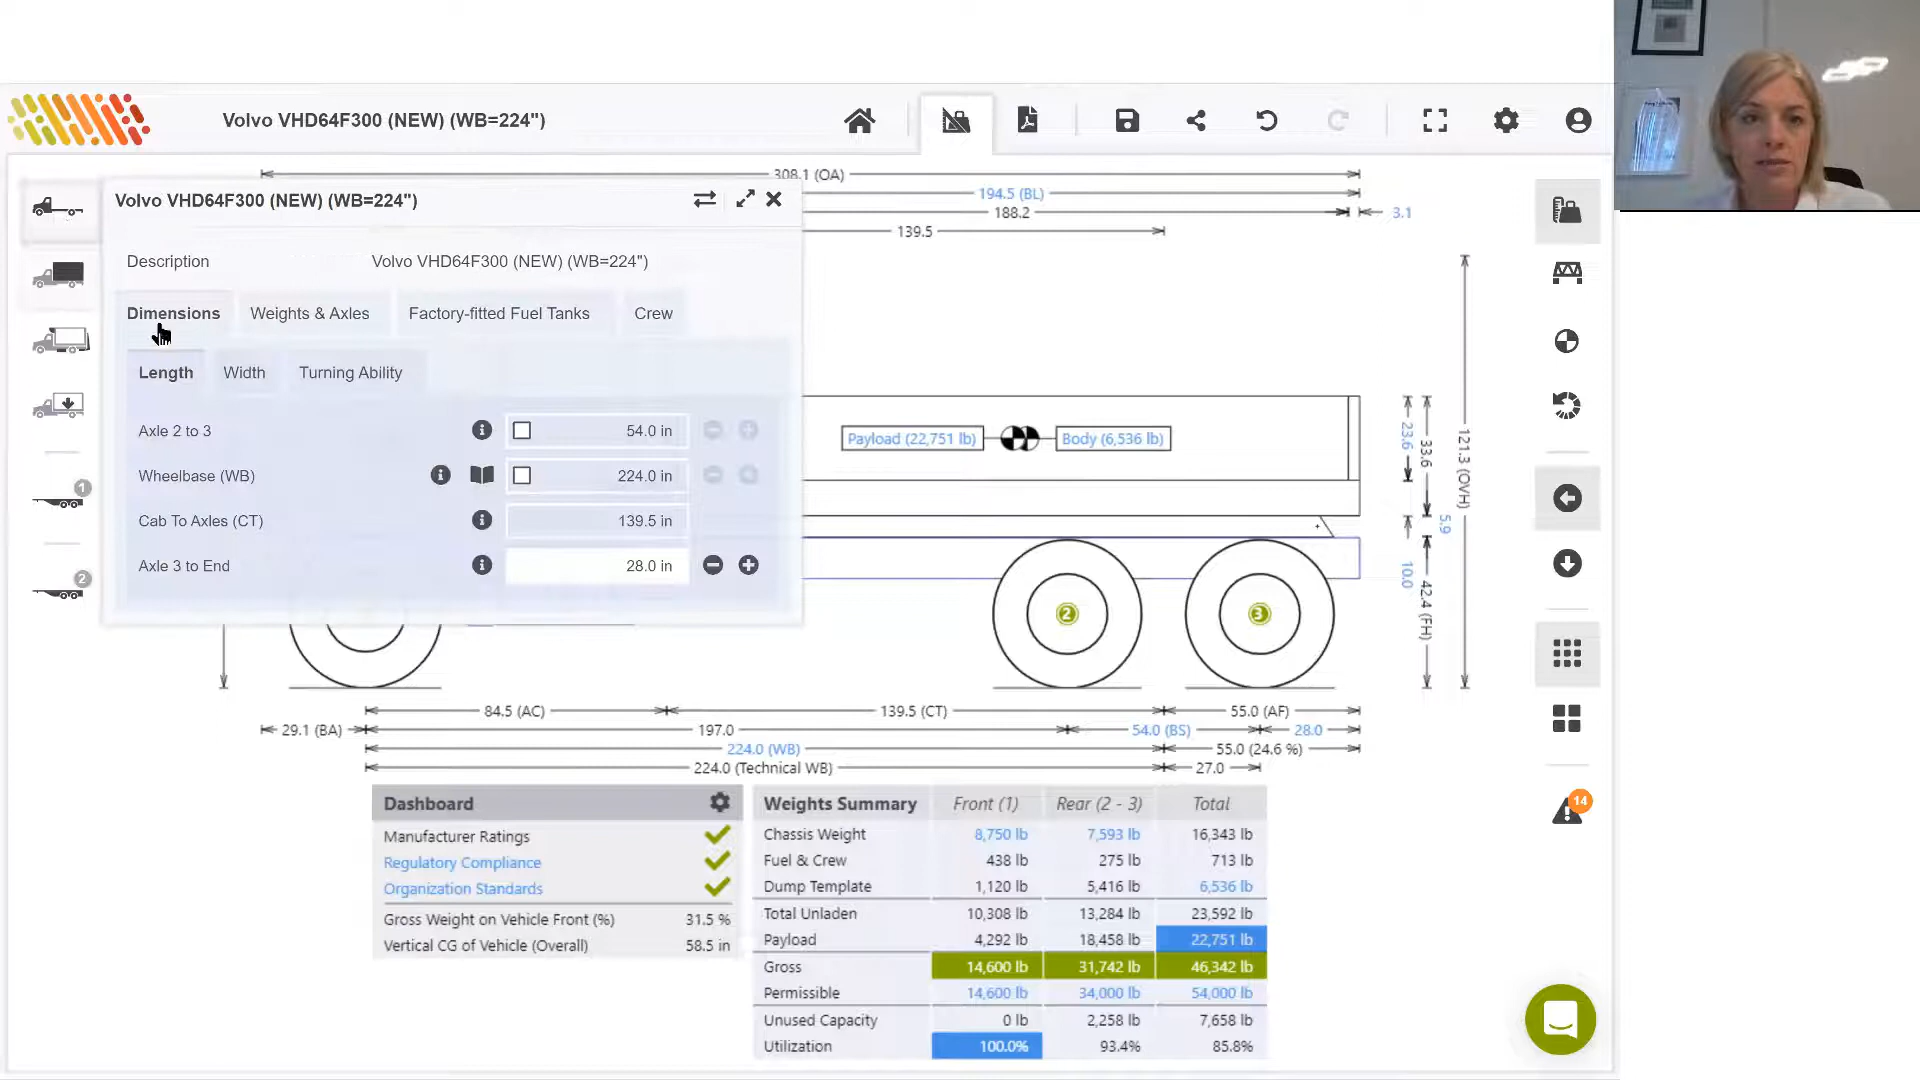 Volvo VHD64F300 (NEW) (WB=224")
308.1 (OA)
194.5 (BL)
188.2
3.1
139.5
Volvo VHD64F300 (NEW) (WB=224")
Description
Volvo VHD64F300 (NEW) (WB=224")
Dimensions
Weights & Axles
Factory-fitted Fuel Tanks
Crew
Length
Width
Turning Ability
Axle 2 to 3
54.0 in
Wheelbase (WB)
224.0 in
Cab To Axles (CT)
139.5 in
Axle 3 to End
28.0 in
1
2
Payload (22,751 lb)
Body (6,536 lb)
23.6
33.6
121.3 (OVH)
5.9
10.0
42.4 (FH)
2
3
84.5 (AC)
139.5 (CT)
55.0 (AF)
29.1 (BA)
197.0
54.0 (BS)
28.0
224.0 (WB)
55.0 (24.6 %)
224.0 (Technical WB)
27.0
14
Dashboard
Manufacturer Ratings
Regulatory Compliance
Organization Standards
Gross Weight on Vehicle Front (%) 31.5 %
Vertical CG of Vehicle (Overall) 58.5 in
Weights Summary Front (1) Rear (2 - 3) Total
Chassis Weight 8,750 lb 7,593 lb 16,343 lb
Fuel & Crew 438 lb 275 lb 713 lb
Dump Template 1,120 lb 5,416 lb 6,536 lb
Total Unladen 10,308 lb 13,284 lb 23,592 lb
Payload 4,292 lb 18,458 lb 22,751 lb
Gross 14,600 lb 31,742 lb 46,342 lb
Permissible 14,600 lb 34,000 lb 54,000 lb
Unused Capacity 0 lb 2,258 lb 7,658 lb
Utilization 100.0% 93.4% 85.8%